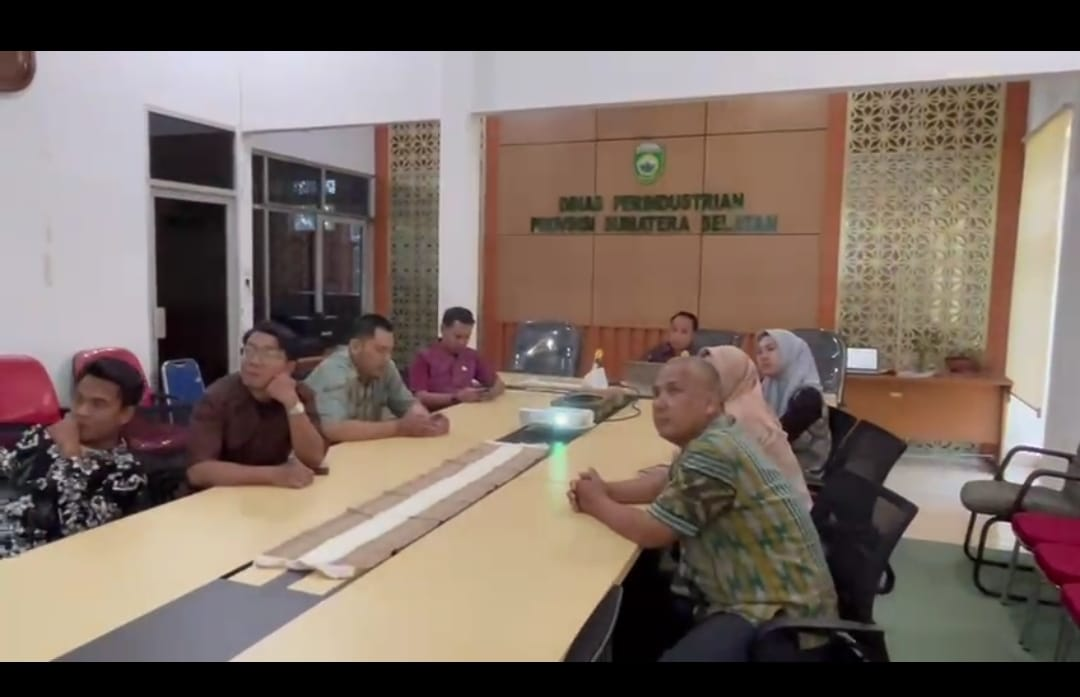 DINAS PERINDUSTRIAN
PROVINSI SUMATERA SELATAN